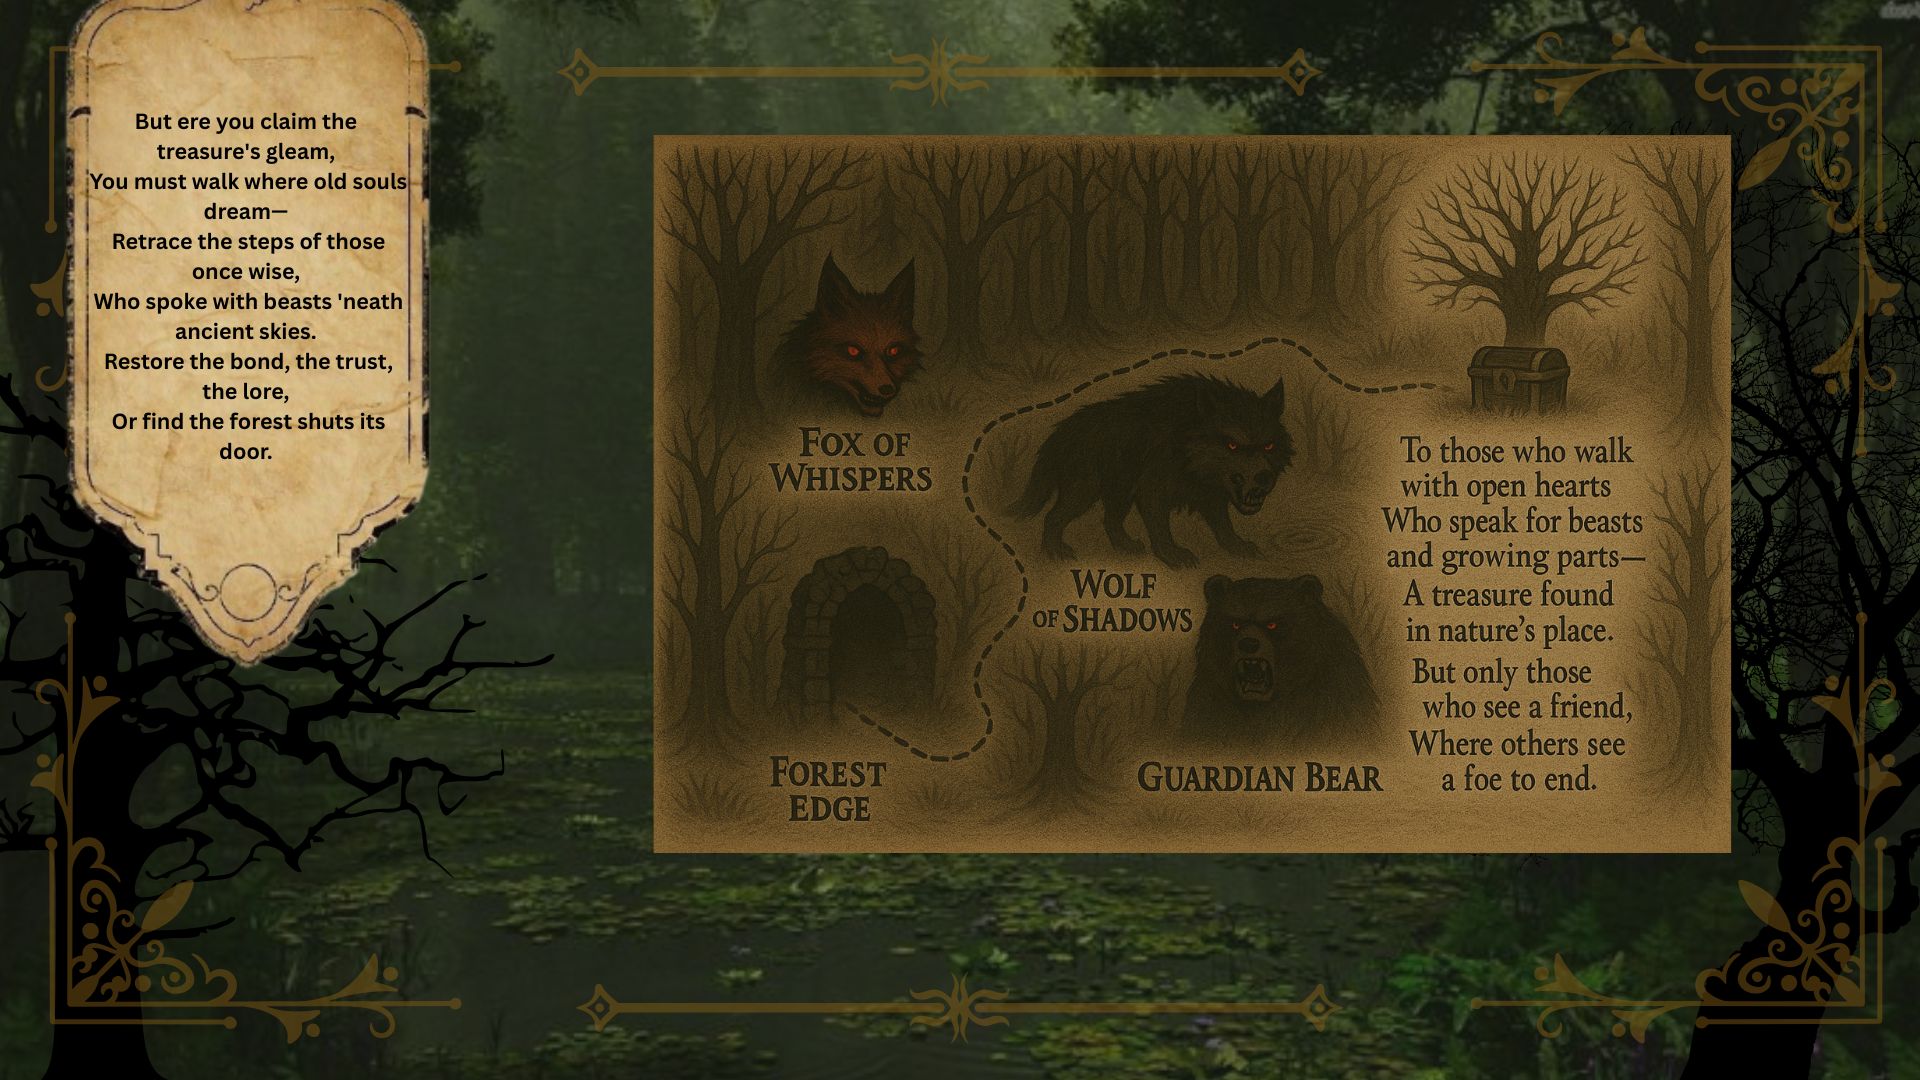 But ere you claim the
treasure's gleam,
You must walk where old souls
dream—
Retrace the steps of those
once wise,
Who spoke with beasts 'neath
ancient skies.
Restore the bond, the trust,
the lore,
Or find the forest shuts its
door.
FOX OF
WHISPERS
WOLF
OF SHADOWS
FOREST
EDGE
GUARDIAN BEAR
To those who walk
with open hearts
Who speak for beasts
and growing parts—
A treasure found
in nature's place.
But only those
who see a friend,
Where others see
a foe to end.